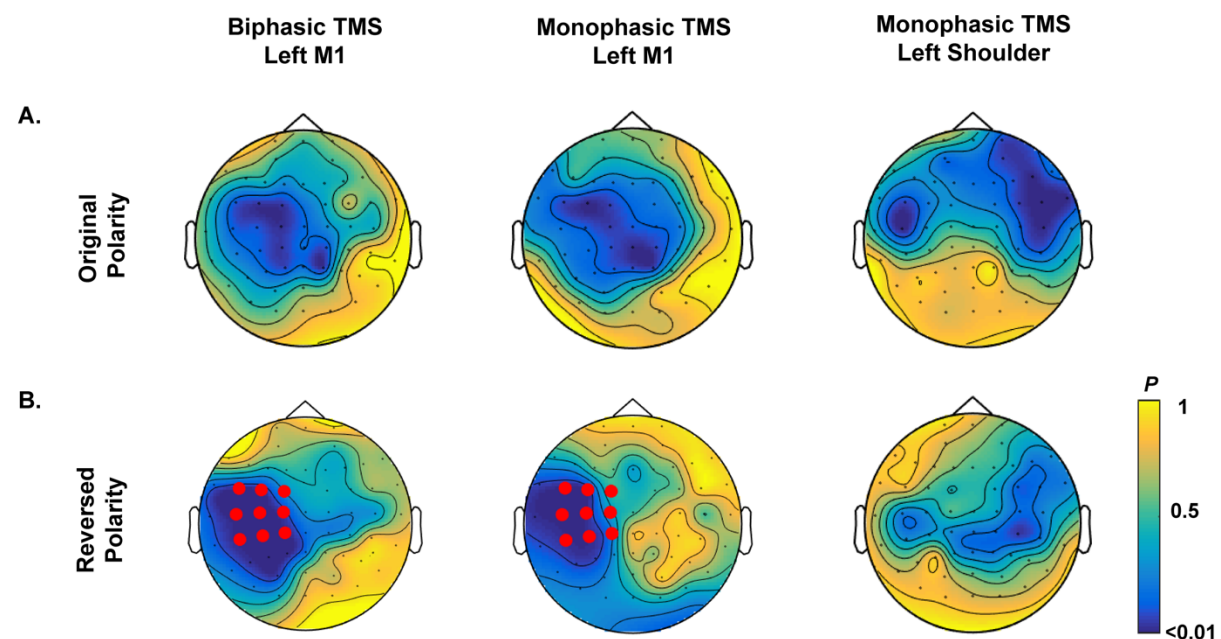 Biphasic TMS
Left M1
Monophasic TMS
Left M1
Monophasic TMS
Left Shoulder
A.
Original
Polarity
B.
Reversed
Polarity
P
1
0.5
<0.01